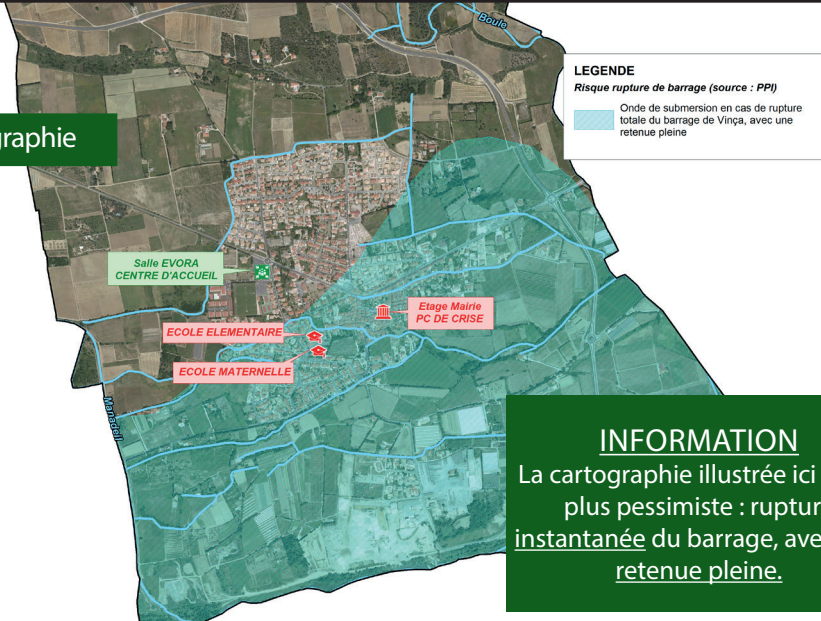 Boule
LEGENDE
Risque rupture de barrage (source : PPI)
Onde de submersion en cas de rupture
totale du barrage de Vinça, avec une
retenue pleine
raphie
Salle EVORA
CENTRE D'ACCUEIL
Etage Mairie
PC DE CRISE
ECOLE ELEMENTAIRE
ECOLE MATERNELLE
Manadeil
INFORMATION
La cartographie illustrée ici
plus pessimiste : ruptur
instantanée du barrage, ave
retenue pleine.